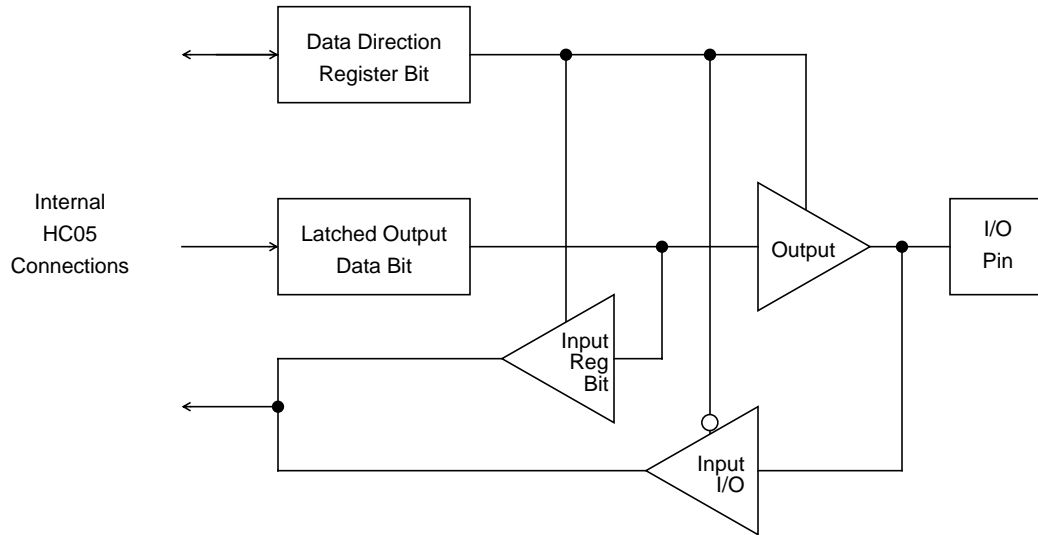 Data Direction
Register Bit
Internal
HC05
Connections
Latched Output
Data Bit
Output
I/O
Pin
Input
Reg
Bit
Input
I/O